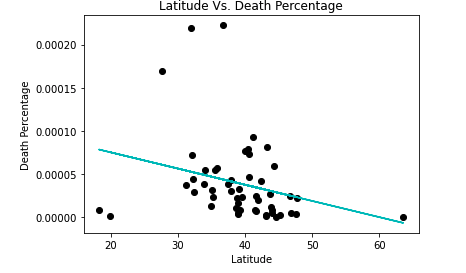 Latitude Vs. Death Percentage
0.00020
0.00015
0.00010
0.00005
0.00000
Death Percentage
20 30 40 50 60
Latitude